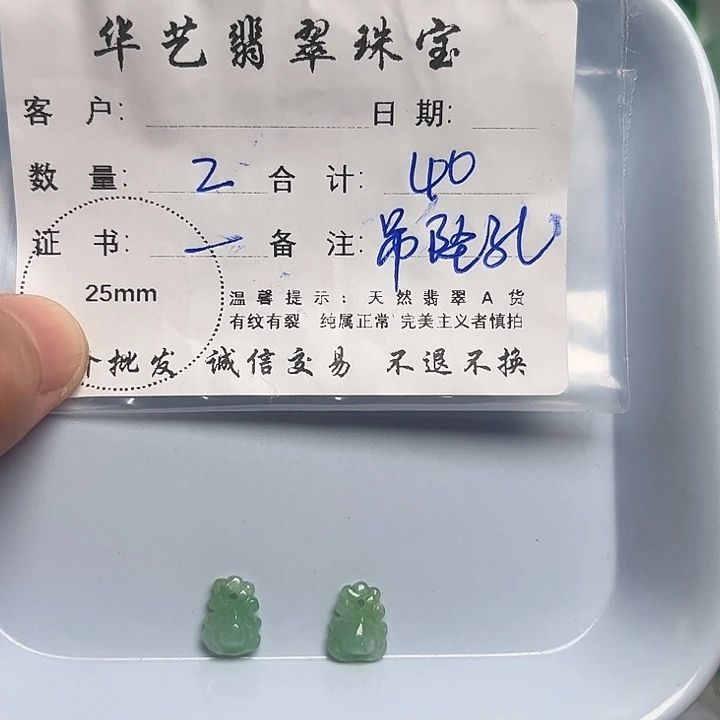 华艺翡翠珠宝
客 户: 日 期:
数 量: 2 合 计: 40
证 书: 一 备 注: 吊坠孔
25mm
温馨提示: 天然翡翠A货
有纹有裂 纯属正常 完美主义者慎拍
批发 诚信交易 不退不换